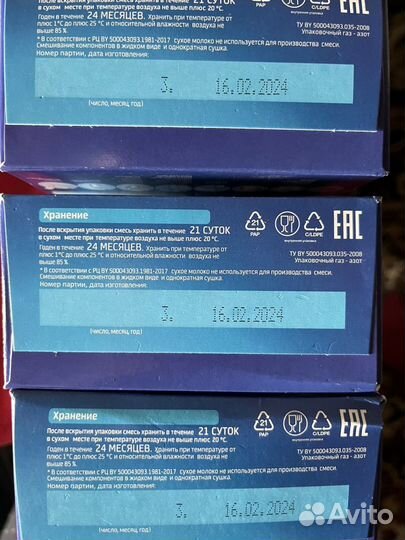 После вскрытия упаковки смесь хранить в течение 21 СУТОК
в сухом месте при температуре воздуха не выше плюс 20 °С.
Годен в течение 24 МЕСЯЦЕВ. Хранить при температуре от
плюс 1°С до плюс 25 °С и относительной влажности воздуха не
выше 85 %
* В соответствии с РЦ BY 500043093.1981-2017 сухое молоко не используется для производства смеси.
Смешивание компонентов в жидком виде и однократная сушка.
Номер партии, дата изготовления:
PAP
внутренняя упаковка
C/LDPE
ТУ BY 500043093.035-2008
Упаковочный газ - азот
3. 16.02.2024
(число, месяц, год)
Хранение
После вскрытия упаковки смесь хранить в течение 21 СУТОК
в сухом месте при температуре воздуха не выше плюс 20 °С.
Годен в течение 24 МЕСЯЦЕВ. Хранить при температуре от
плюс 1°С до плюс 25 °С и относительной влажности воздуха не
выше 85 %
* В соответствии с РЦ BY 500043093.1981-2017 сухое молоко не используется для производства смеси.
Смешивание компонентов в жидком виде и однократная сушка.
Номер партии, дата изготовления:
21
PAP
внутренняя упаковка
C/LDPE
EAC
ТУ BY 500043093.035-2008
Упаковочный газ - азот
3. 16.02.2024
(число, месяц, год)
Хранение
После вскрытия упаковки смесь хранить в течение 21 СУТОК
в сухом месте при температуре воздуха не выше плюс 20 °С.
Годен в течение 24 МЕСЯЦЕВ. Хранить при температуре от
плюс 1°С до плюс 25 °С и относительной влажности воздуха не
выше 85 %
* В соответствии с РЦ BY 500043093.1981-2017 сухое молоко не используется для производства смеси.
Смешивание компонентов в жидком виде и однократная сушка.
Номер партии, дата изготовления:
21
PAP
внутренняя упаковка
C/LDPE
EAC
ТУ BY 500043093.035-2008
Упаковочный газ - азот
3. 16.02.2024
(число, месяц, год)
Avito